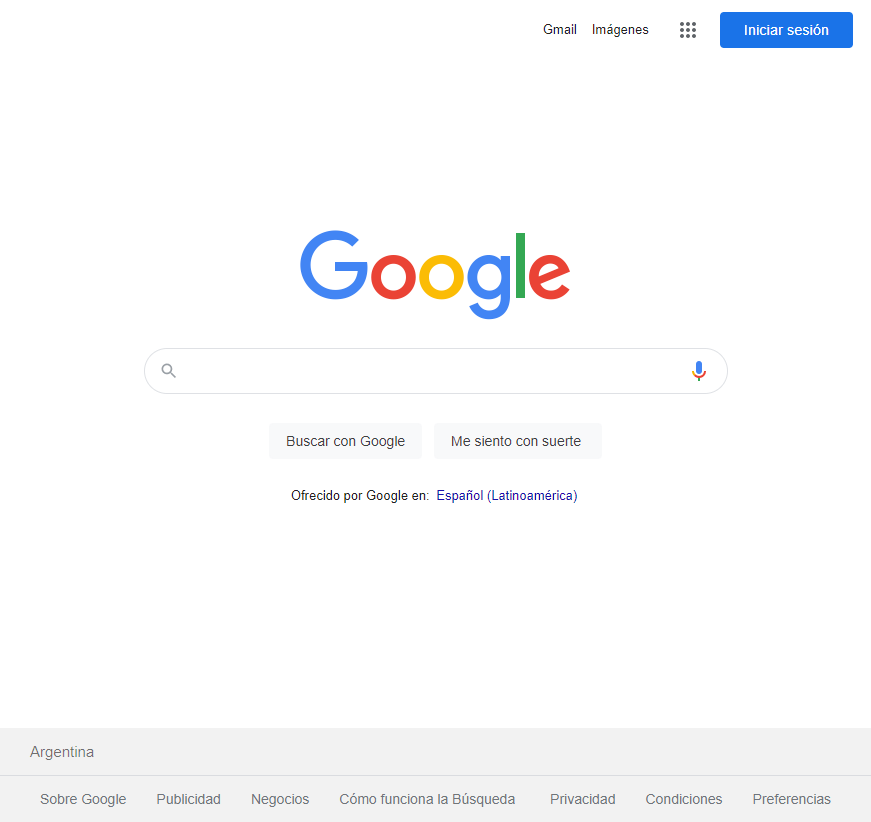 Gmail Imágenes Iniciar sesión
Google
Buscar con Google Me siento con suerte
Ofrecido por Google en: Español (Latinoamérica)
Argentina
Sobre Google Publicidad Negocios Cómo funciona la Búsqueda Privacidad Condiciones Preferencias